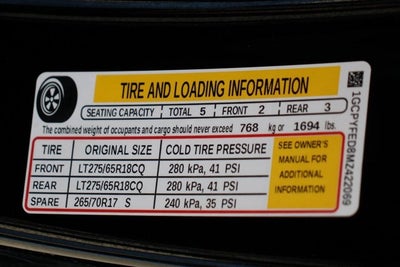 TIRE AND LOADING INFORMATION
SEATING CAPACITY TOTAL 5 FRONT 2 REAR 3
The combined weight of occupants and cargo should never exceed 768 kg or 1694 lbs.
TIRE ORIGINAL SIZE COLD TIRE PRESSURE
FRONT LT275/65R18CQ 280 kPa, 41 PSI
REAR LT275/65R18CQ 280 kPa, 41 PSI
SPARE 265/70R17 S 240 kPa, 35 PSI
SEE OWNER'S
MANUAL FOR
ADDITIONAL
INFORMATION
1GCPYFED8MZ422069